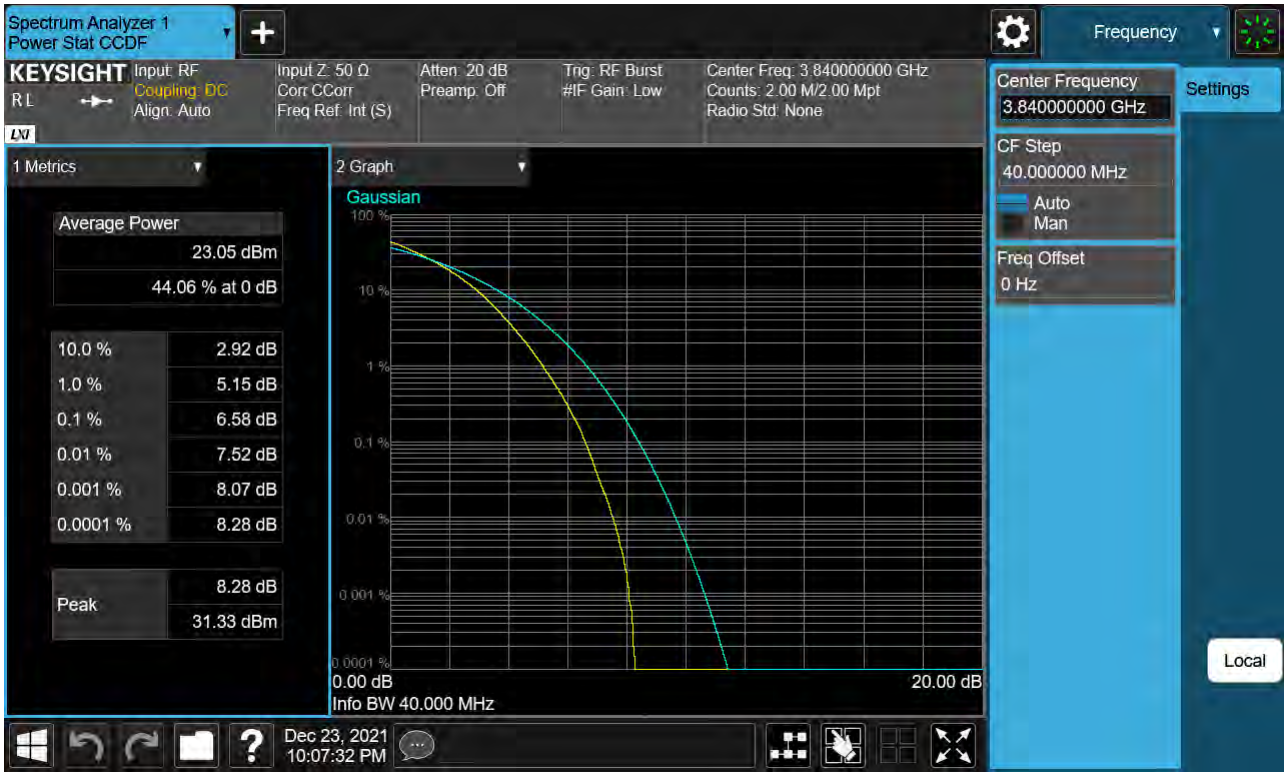 Spectrum Analyzer 1
Power Stat CCDF
Frequency
KEYSIGHT
R L
LXI
Input: RF
Coupling: DC
Align: Auto
Input Z: 50 Ω
Corr CCorr
Freq Ref: Int (S)
Atten: 20 dB
Preamp: Off
Trig: RF Burst
#IF Gain: Low
Center Freq: 3.840000000 GHz
Counts: 2.00 M/2.00 Mpt
Radio Std: None
Center Frequency
3.840000000 GHz
Settings
CF Step
40.000000 MHz
Auto
Man
Freq Offset
0 Hz
1 Metrics
Average Power
23.05 dBm
44.06 % at 0 dB
10.0 % 2.92 dB
1.0 % 5.15 dB
0.1 % 6.58 dB
0.01 % 7.52 dB
0.001 % 8.07 dB
0.0001 % 8.28 dB
Peak
8.28 dB
31.33 dBm
2 Graph
Gaussian
100 %
10 %
1 %
0.1 %
0.01 %
0.001 %
0.0001 %
0.00 dB 20.00 dB
Info BW 40.000 MHz
Local
Dec 23, 2021
10:07:32 PM